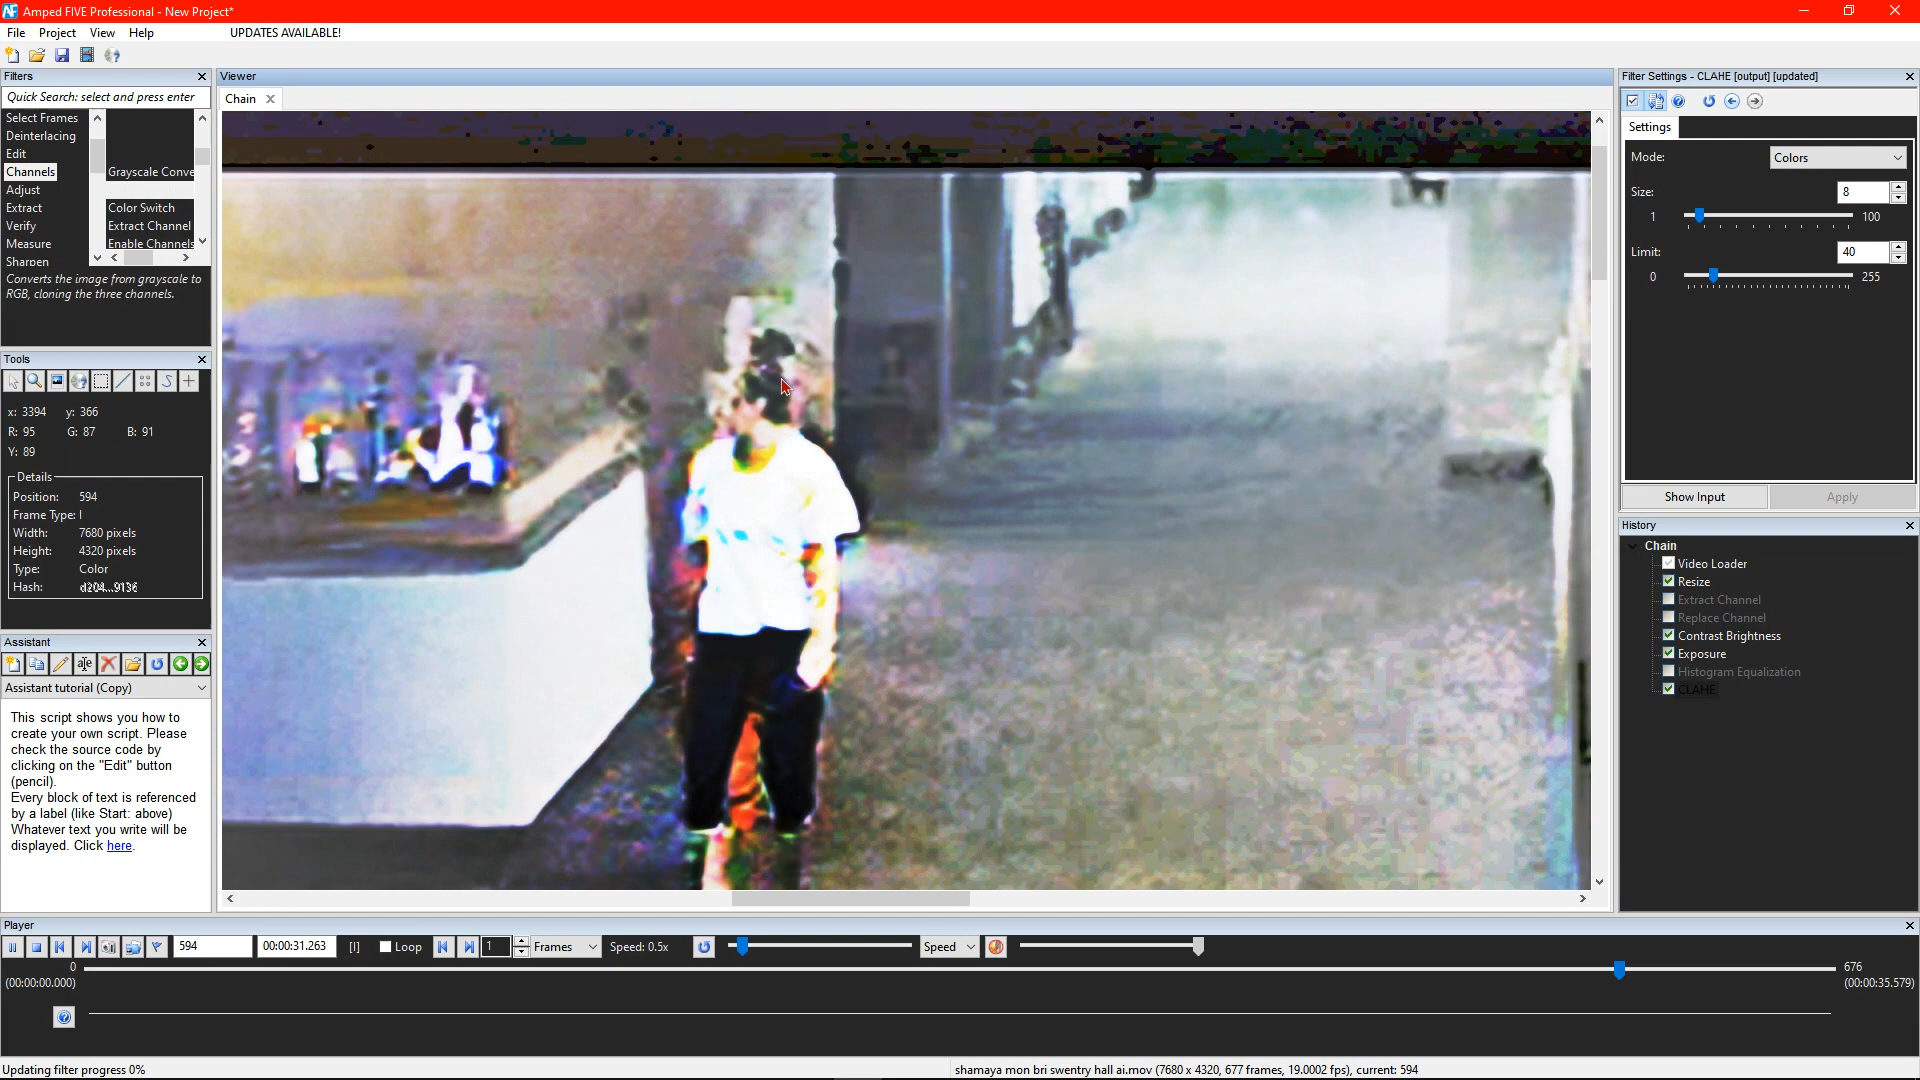 Amped FIVE Professional - New Project*
File Project View Help UPDATES AVAILABLE!
Filters
Quick Search: select and press enter
Select Frames
Deinterlacing
Edit
Channels
Adjust
Extract
Verify
Measure
Sharpen
Grayscale Conve
Color Switch
Extract Channel
Enable Channels
Converts the image from grayscale to
RGB, cloning the three channels.
Tools
x: 3394 y: 366
R: 95 G: 87 B: 91
Y: 89
Details
Position: 594
Frame Type: I
Width: 7680 pixels
Height: 4320 pixels
Type: Color
Hash: d204...9136
Assistant
Assistant tutorial (Copy)
This script shows you how to
create your own script. Please
check the source code by
clicking on the "Edit" button
(pencil).
Every block of text is referenced
by a label (like Start: above)
Whatever text you write will be
displayed. Click here.
Viewer
Chain
Filter Settings - CLAHE [output] [updated]
Settings
Mode: Colors
Size: 8
1 100
Limit: 40
0 255
Show Input Apply
History
Chain
Video Loader
Resize
Extract Channel
Replace Channel
Contrast Brightness
Exposure
Histogram Equalization
CLAHE
Player
594 00:00:31.263 [I] Loop 1 Frames Speed: 0.5x Speed
0 676
(00:00:00.000) (00:00:35.579)
Updating filter progress 0% shamaya mon bri swentry hall ai.mov (7680 x 4320, 677 frames, 19.0002 fps), current: 594